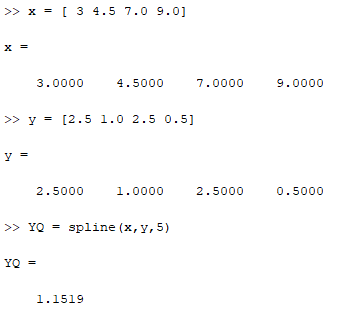 >> x = [ 3 4.5 7.0 9.0]
x =
3.0000 4.5000 7.0000 9.0000
>> y = [2.5 1.0 2.5 0.5]
y =
2.5000 1.0000 2.5000 0.5000
>> YQ = spline(x,y,5)
YQ =
1.1519